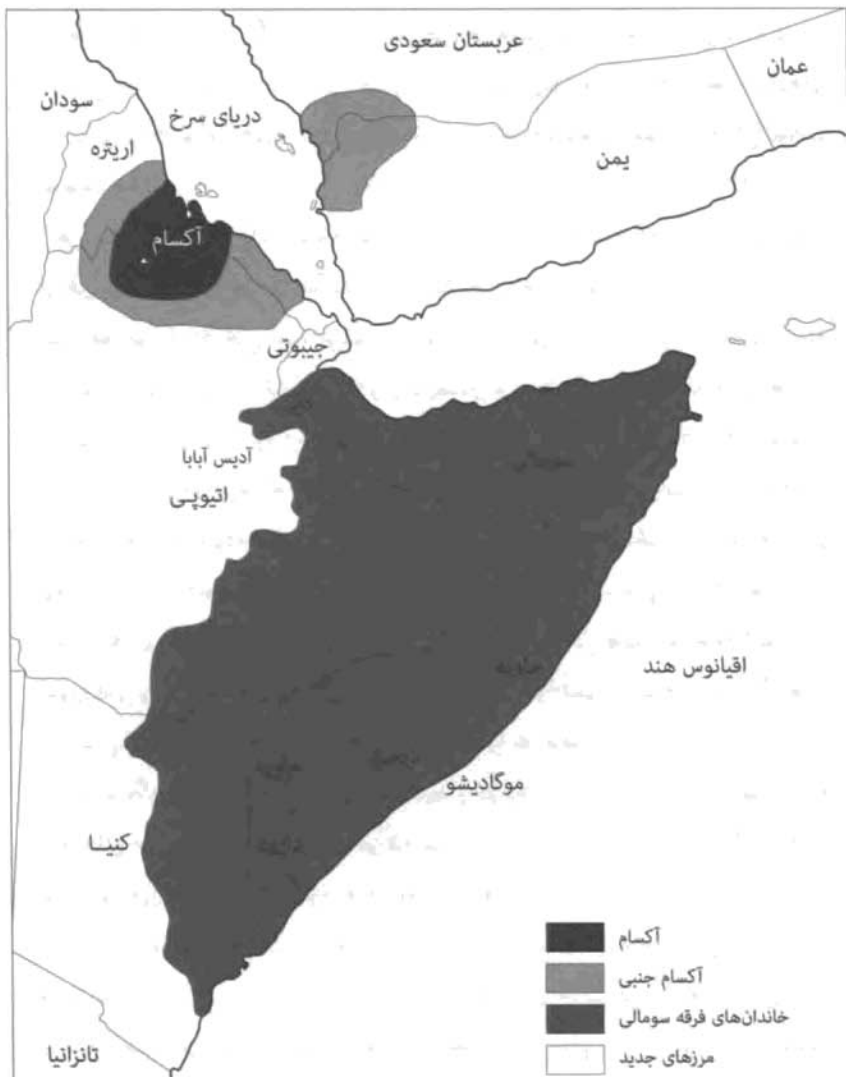 عربستان سعودی
عمان
سودان
دریای سرخ
اریتره
یمن
آکسام
جیبوتی
آدیس آبابا
اتیوپی
اقیانوس هند
موگادیشو
کنیا
تانزانیا
آکسام
آکسام جنبی
خاندان‌های فرقه سومالی
مرزهای جدید